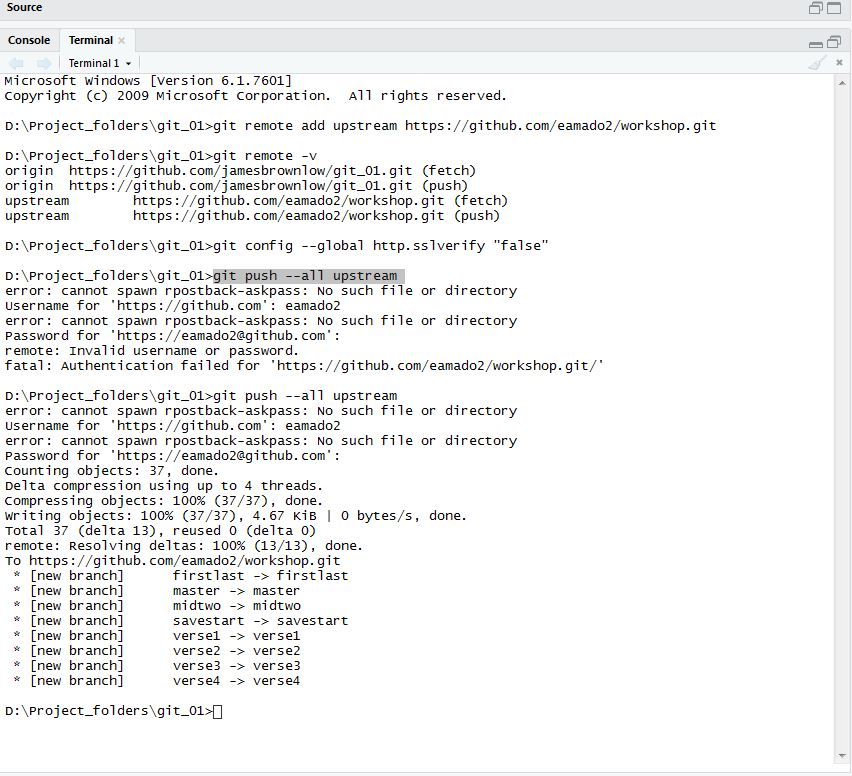 Source
Console
Terminal
Terminal 1
Microsoft Windows [Version 6.1.7601]
Copyright (c) 2009 Microsoft Corporation.  All rights reserved.
D:\Project_folders\git_01>git remote add upstream https://github.com/eamado2/workshop.git
D:\Project_folders\git_01>git remote -v
origin  https://github.com/jamesbrownlow/git_01.git (fetch)
origin  https://github.com/jamesbrownlow/git_01.git (push)
upstream        https://github.com/eamado2/workshop.git (fetch)
upstream        https://github.com/eamado2/workshop.git (push)
D:\Project_folders\git_01>git config --global http.sslverify "false"
D:\Project_folders\git_01>git push --all upstream
error: cannot spawn rpostback-askpass: No such file or directory
Username for 'https://github.com': eamado2
error: cannot spawn rpostback-askpass: No such file or directory
Password for 'https://eamado2@github.com':
remote: Invalid username or password.
fatal: Authentication failed for 'https://github.com/eamado2/workshop.git/'
D:\Project_folders\git_01>git push --all upstream
error: cannot spawn rpostback-askpass: No such file or directory
Username for 'https://github.com': eamado2
error: cannot spawn rpostback-askpass: No such file or directory
Password for 'https://eamado2@github.com':
Counting objects: 37, done.
Delta compression using up to 4 threads.
Compressing objects: 100% (37/37), done.
Writing objects: 100% (37/37), 4.67 KiB | 0 bytes/s, done.
Total 37 (delta 13), reused 0 (delta 0)
remote: Resolving deltas: 100% (13/13), done.
To https://github.com/eamado2/workshop.git
 * [new branch]      firstlast -> firstlast
 * [new branch]      master -> master
 * [new branch]      midtwo -> midtwo
 * [new branch]      savestart -> savestart
 * [new branch]      verse1 -> verse1
 * [new branch]      verse2 -> verse2
 * [new branch]      verse3 -> verse3
 * [new branch]      verse4 -> verse4
D:\Project_folders\git_01>